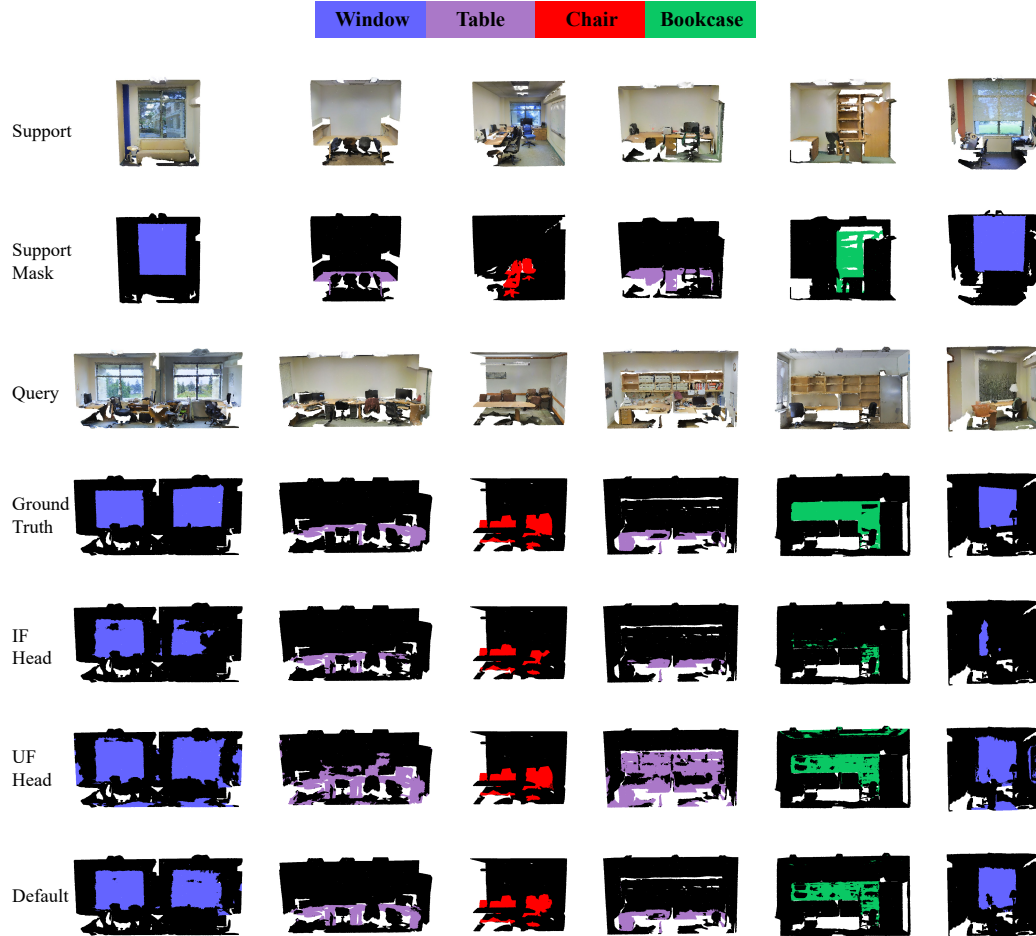 Window Table Chair Bookcase
Support
Support
Mask
Query
Ground
Truth
IF
Head
UF
Head
Default